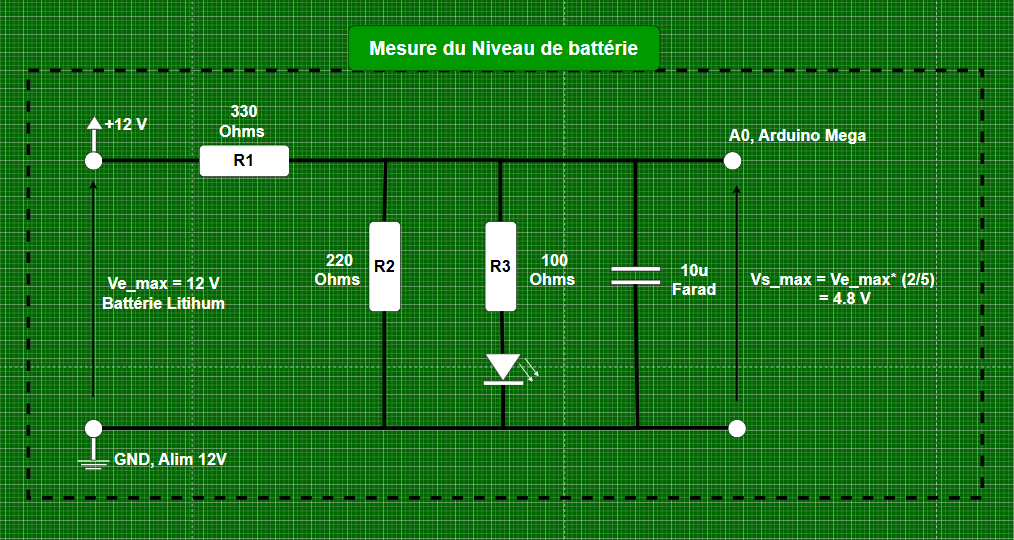 Mesure du Niveau de battérie
330
Ohms
+12 V
R1
A0, Arduino Mega
220
Ohms
R2
R3
100
Ohms
10u
Farad
Ve_max = 12 V
Battérie Litihum
Vs_max = Ve_max* (2/5)
= 4.8 V
GND, Alim 12V